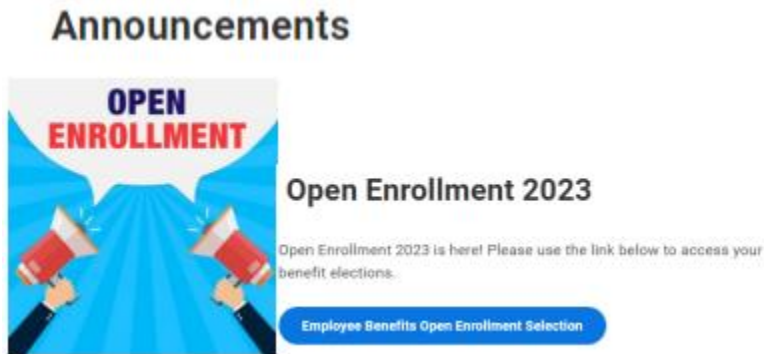 Announcements
OPEN
ENROLLMENT
Open Enrollment 2023
Open Enrollment 2023 is here! Please use the link below to access your
benefit elections.
Employee Benefits Open Enrollment Selection